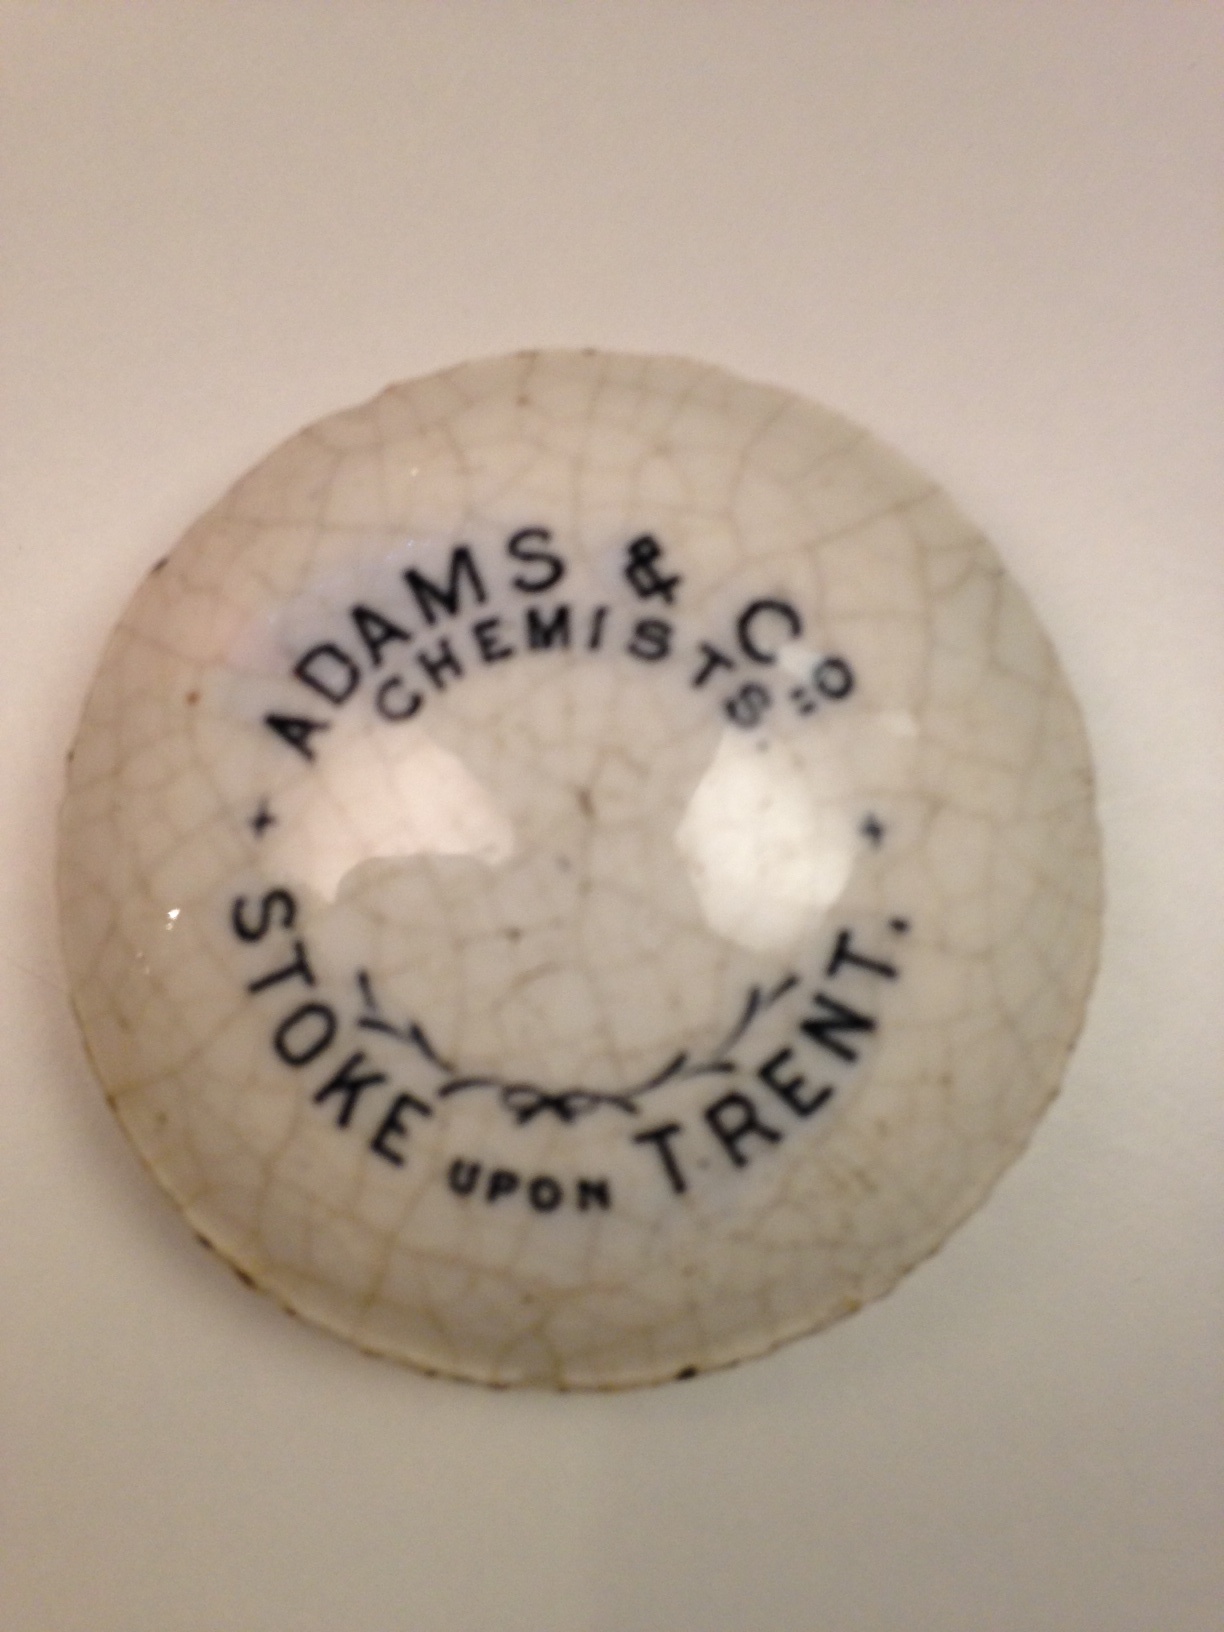 ADAMS & Co
CHEMISTS.
STOKE UPON TRENT.